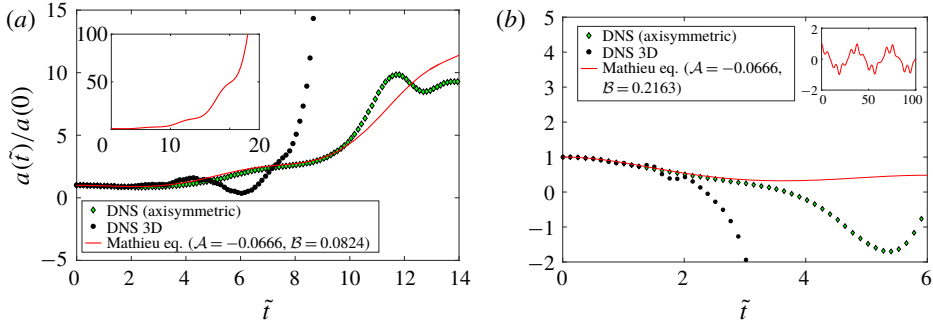 (a)
15
10
5
0
−5
a(t̃)/a(0)
100
50
10
20
DNS (axisymmetric)
DNS 3D
Mathieu eq. (𝒜 = −0.0666, ℬ = 0.0824)
0 2 4 6 8 10 12 14
t̃
(b)
5
4
3
2
1
0
−1
−2
DNS (axisymmetric)
DNS 3D
Mathieu eq. (𝒜 = −0.0666,
ℬ = 0.2163)
2
0
−2
0 50 100
0 2 4 6
t̃